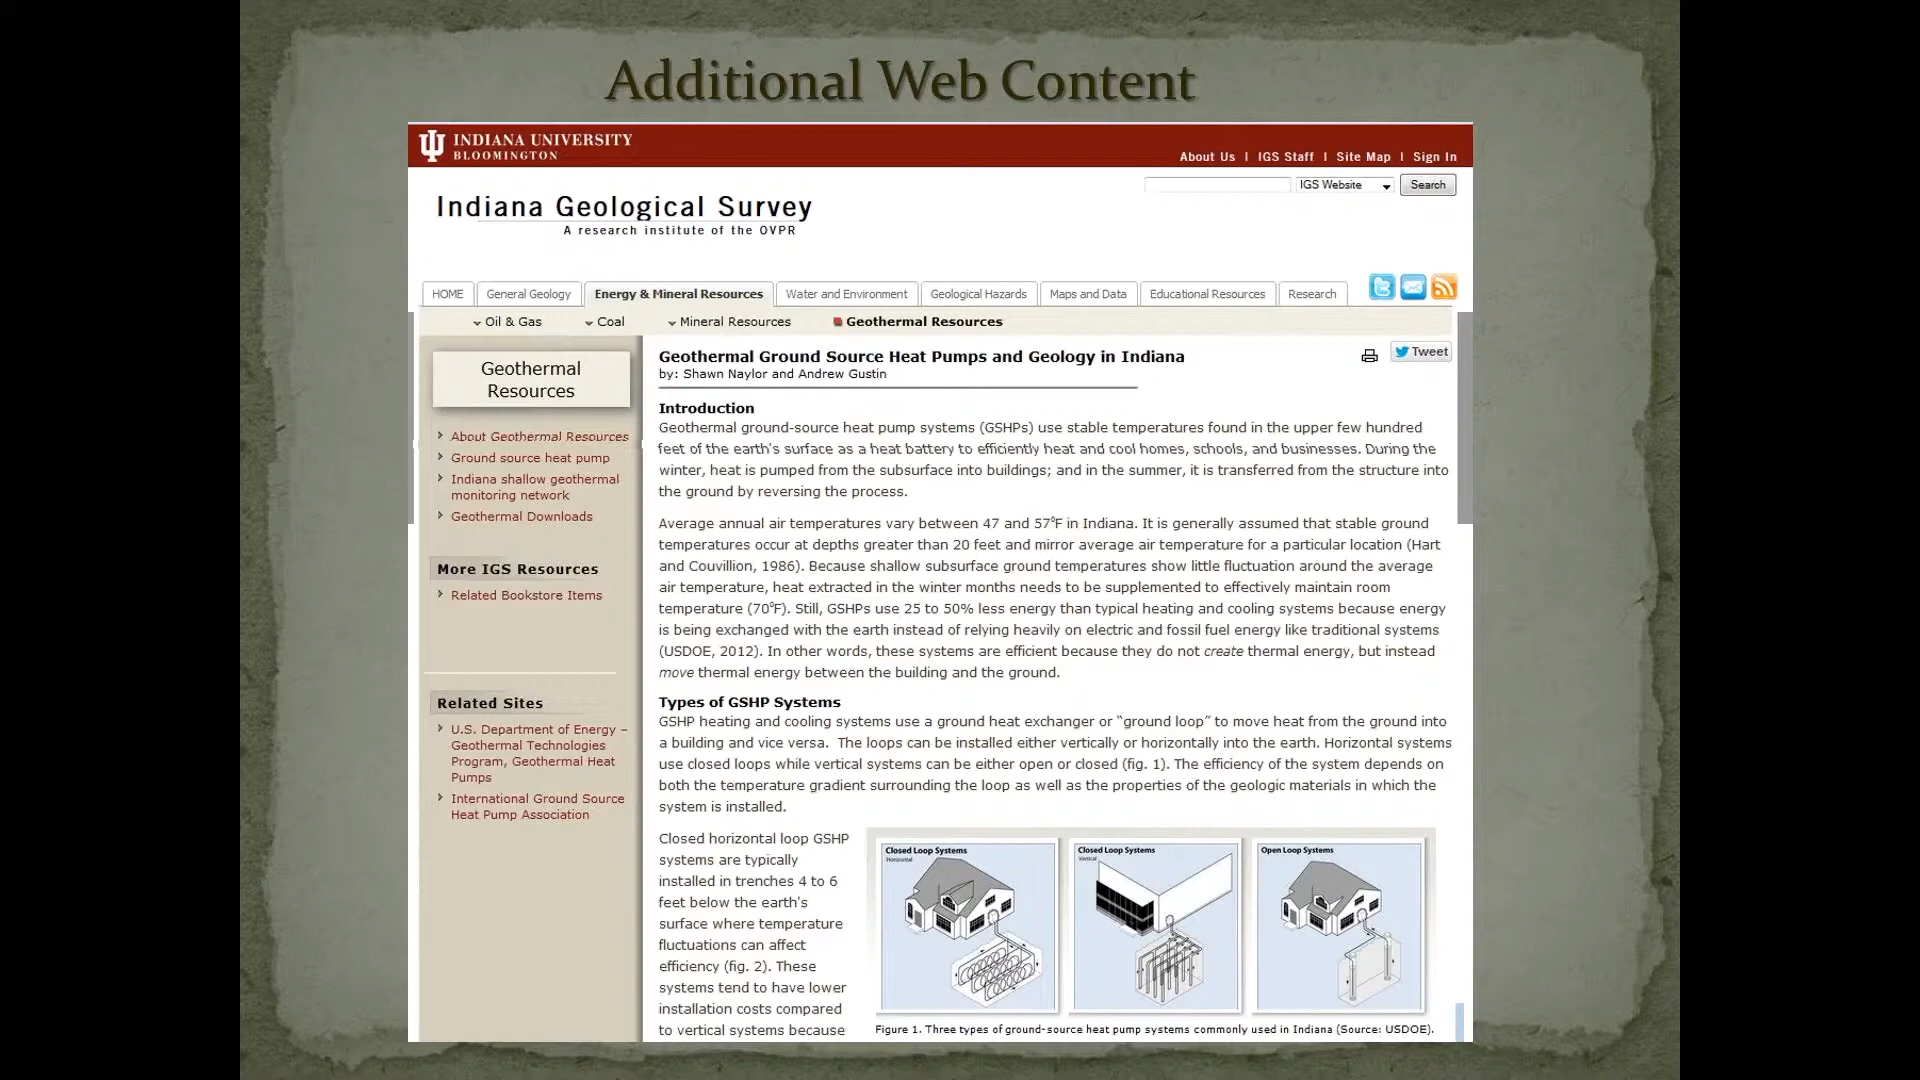 Additional Web Content
INDIANA UNIVERSITY
BLOOMINGTON
About Us | IGS Staff | Site Map | Sign In
IGS Website
Search
Indiana Geological Survey
A research institute of the OVPR
HOME
General Geology
Energy & Mineral Resources
Water and Environment
Geological Hazards
Maps and Data
Educational Resources
Research
Oil & Gas
Coal
Mineral Resources
Geothermal Resources
Geothermal
Resources
About Geothermal Resources
Ground source heat pump
Indiana shallow geothermal
monitoring network
Geothermal Downloads
More IGS Resources
Related Bookstore Items
Related Sites
U.S. Department of Energy –
Geothermal Technologies
Program, Geothermal Heat
Pumps
International Ground Source
Heat Pump Association
Geothermal Ground Source Heat Pumps and Geology in Indiana
by: Shawn Naylor and Andrew Gustin
Tweet
Introduction
Geothermal ground-source heat pump systems (GSHPs) use stable temperatures found in the upper few hundred
feet of the earth's surface as a heat battery to efficiently heat and cool homes, schools, and businesses. During the
winter, heat is pumped from the subsurface into buildings; and in the summer, it is transferred from the structure into
the ground by reversing the process.
Average annual air temperatures vary between 47 and 57⁰F in Indiana. It is generally assumed that stable ground
temperatures occur at depths greater than 20 feet and mirror average air temperature for a particular location (Hart
and Couvillion, 1986). Because shallow subsurface ground temperatures show little fluctuation around the average
air temperature, heat extracted in the winter months needs to be supplemented to effectively maintain room
temperature (70⁰F). Still, GSHPs use 25 to 50% less energy than typical heating and cooling systems because energy
is being exchanged with the earth instead of relying heavily on electric and fossil fuel energy like traditional systems
(USDOE, 2012). In other words, these systems are efficient because they do not create thermal energy, but instead
move thermal energy between the building and the ground.
Types of GSHP Systems
GSHP heating and cooling systems use a ground heat exchanger or “ground loop” to move heat from the ground into
a building and vice versa.  The loops can be installed either vertically or horizontally into the earth. Horizontal systems
use closed loops while vertical systems can be either open or closed (fig. 1). The efficiency of the system depends on
both the temperature gradient surrounding the loop as well as the properties of the geologic materials in which the
system is installed.
Closed horizontal loop GSHP
systems are typically
installed in trenches 4 to 6
feet below the earth's
surface where temperature
fluctuations can affect
efficiency (fig. 2). These
systems tend to have lower
installation costs compared
to vertical systems because
Closed Loop Systems
Horizontal
Closed Loop Systems
Vertical
Open Loop Systems
Figure 1. Three types of ground-source heat pump systems commonly used in Indiana (Source: USDOE).